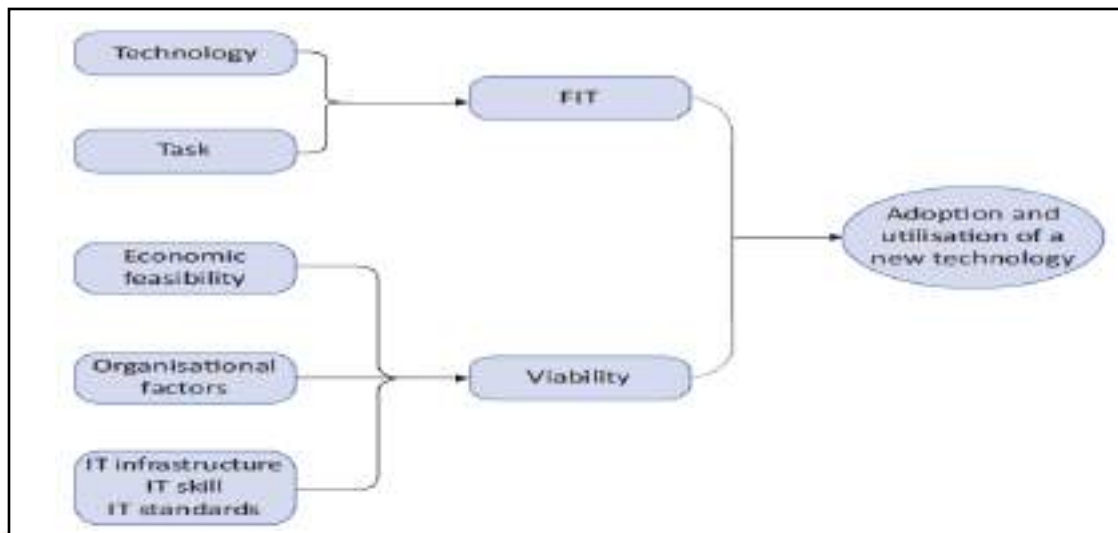 Technology
FIT
Task
Adoption and
utilisation of a
new technology
Economic
feasibility
Organisational
factors
Viability
IT infrastructure
IT skill
IT standards